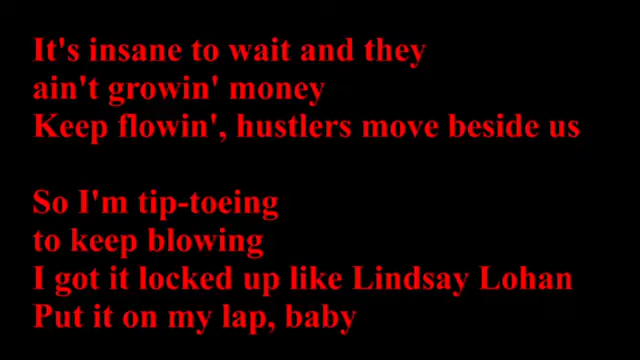 It's insane to wait and they
ain't growin' money
Keep flowin', hustlers move beside us
So I'm tip-toeing
to keep blowing
I got it locked up like Lindsay Lohan
Put it on my lap, baby